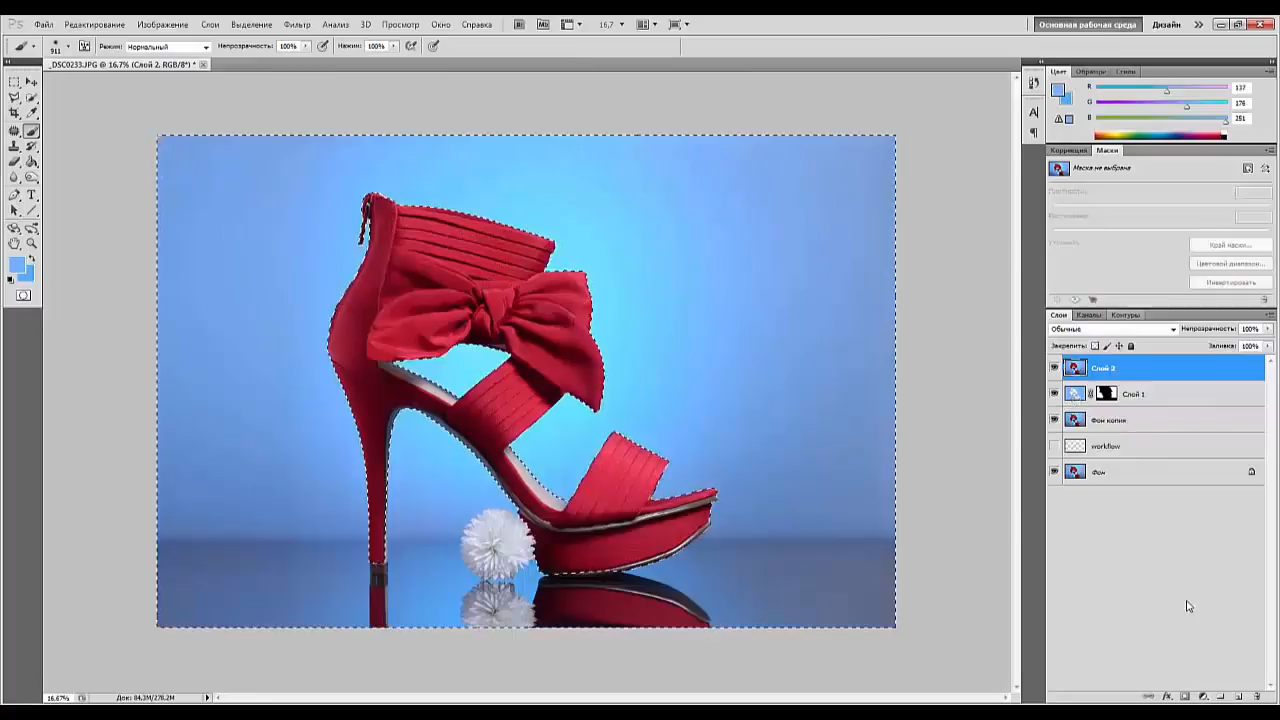 Ps Файл Редактирование Изображение Слои Выделение Фильтр Анализ 3D Просмотр Окно Справка Br Mb 16,7 Основная рабочая среда Дизайн
911 Режим: Нормальный Непрозрачность: 100% Нажим: 100%
_DSC0233.JPG @ 16,7% (Слой 2, RGB/8*) *
Цвет Образцы Стили
R 137
G 176
B 251
Коррекция Маски
Маска не выбрана
Плотность:
Растушевка:
Уточнить:
Край маски...
Цветовой диапазон...
Инвертировать
Слои Каналы Контуры
Обычные Непрозрачность: 100%
Закрепить: Заливка: 100%
Слой 2
Слой 1
Фон копия
workflow
Фон
16,67% Док: 84,3M/278,2M